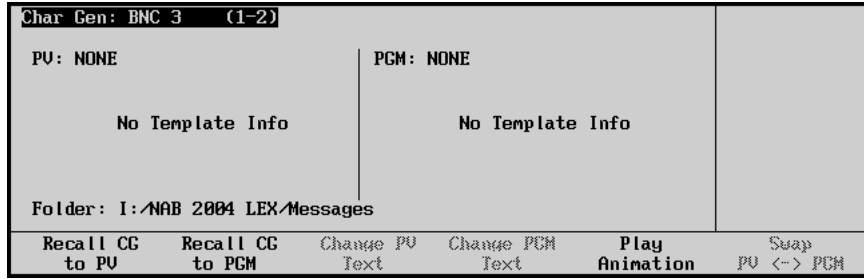 Char Gen: BNC 3 (1-2)
PV: NONE PGM: NONE
No Template Info No Template Info
Folder: I:/NAB 2004 LEX/Messages
Recall CG Recall CG Change PV Change PGM Play Swap
to PV to PGM Text Text Animation PV <-> PGM